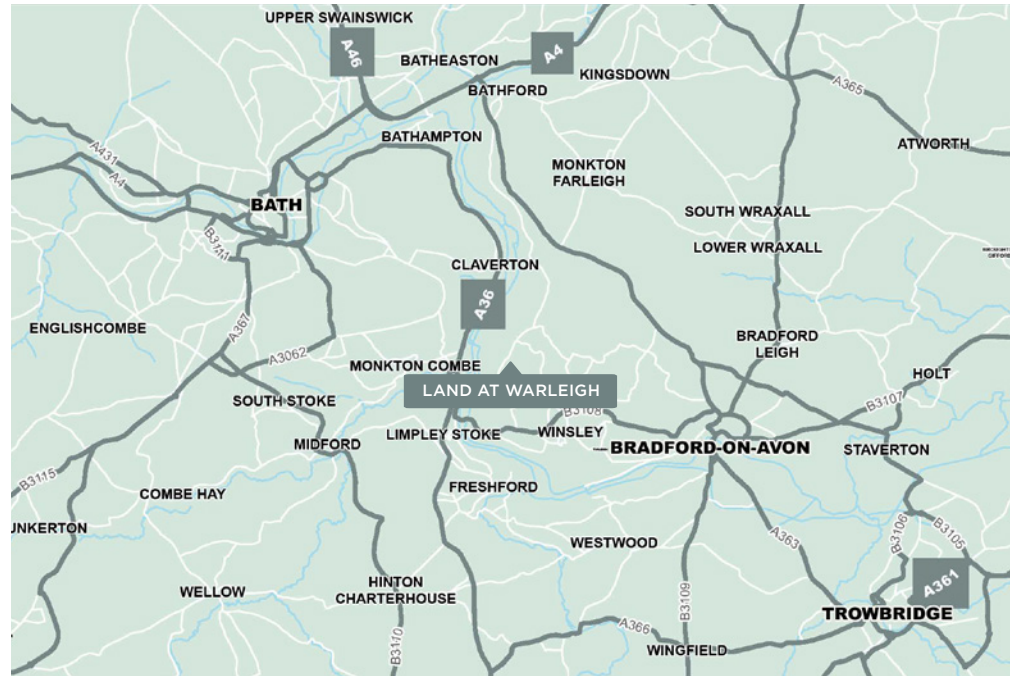 UPPER SWAINSWICK
A46
A4
BATHEASTON
KINGSDOWN
BATHFORD
A365
BATHAMPTON
ATWORTH
A431
A4
MONKTON
FARLEIGH
BATH
SOUTH WRAXALL
B3111
LOWER WRAXALL
CLAVERTON
A36
ENGLISHCOMBE
A367
BRADFORD
LEIGH
A3062
MONKTON COMBE
HOLT
LAND AT WARLEIGH
SOUTH STOKE
B3108
B3107
MIDFORD
LIMPLEY STOKE
WINSLEY
BRADFORD-ON-AVON
STAVERTON
B3115
COMBE HAY
FRESHFORD
UNKERTON
WESTWOOD
A363
B3106
B3105
WELLOW
HINTON
CHARTERHOUSE
A361
B3109
TROWBRIDGE
A366
B3110
WINGFIELD